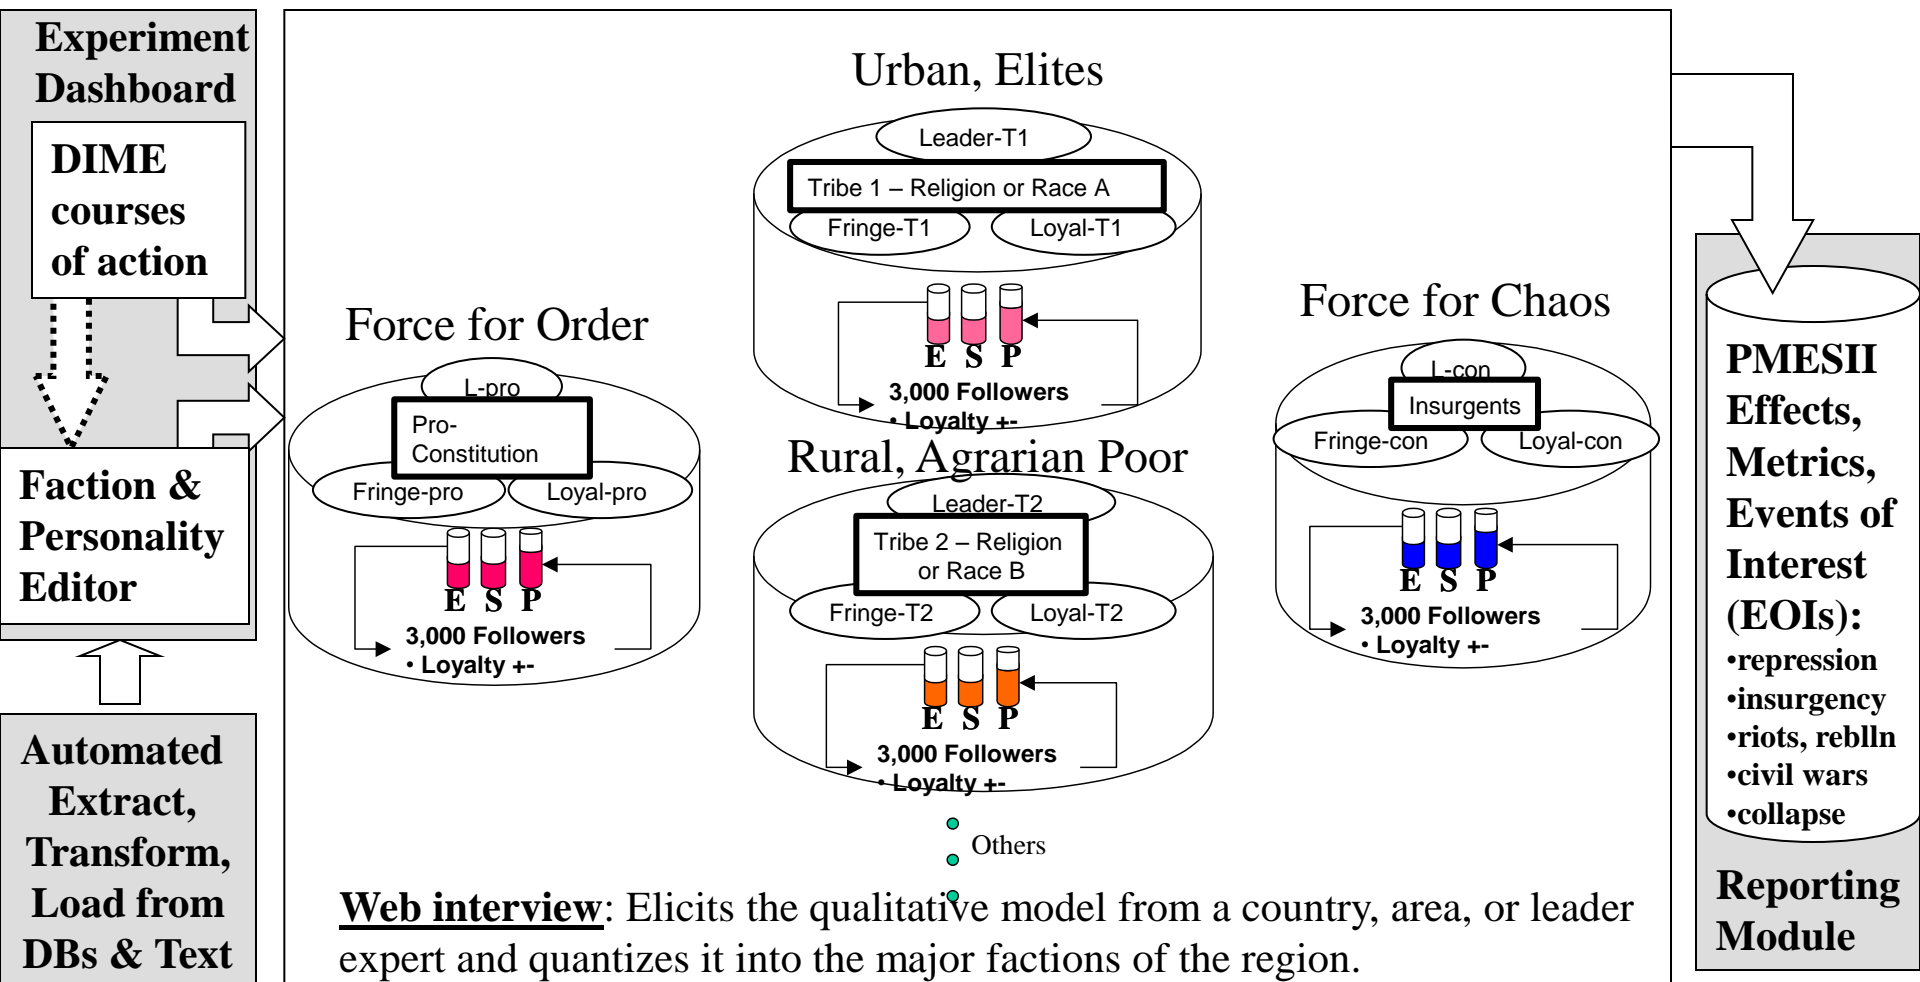 Experiment
Dashboard
DIME
courses
of action
Faction &
Personality
Editor
Automated
Extract,
Transform,
Load from
DBs & Text
Force for Order
L-pro
Pro-
Constitution
Fringe-pro
Loyal-pro
E S P
3,000 Followers
• Loyalty +-
Urban, Elites
Leader-T1
Tribe 1 – Religion or Race A
Fringe-T1
Loyal-T1
E S P
3,000 Followers
• Loyalty +-
Rural, Agrarian Poor
Leader-T2
Tribe 2 – Religion
or Race B
Fringe-T2
Loyal-T2
E S P
3,000 Followers
• Loyalty +-
Others
Force for Chaos
L-con
Insurgents
Fringe-con
Loyal-con
E S P
3,000 Followers
• Loyalty +-
Web interview: Elicits the qualitative model from a country, area, or leader
expert and quantizes it into the major factions of the region.
PMESII
Effects,
Metrics,
Events of
Interest
(EOIs):
•repression
•insurgency
•riots,reblln
•civil wars
•collapse
Reporting
Module